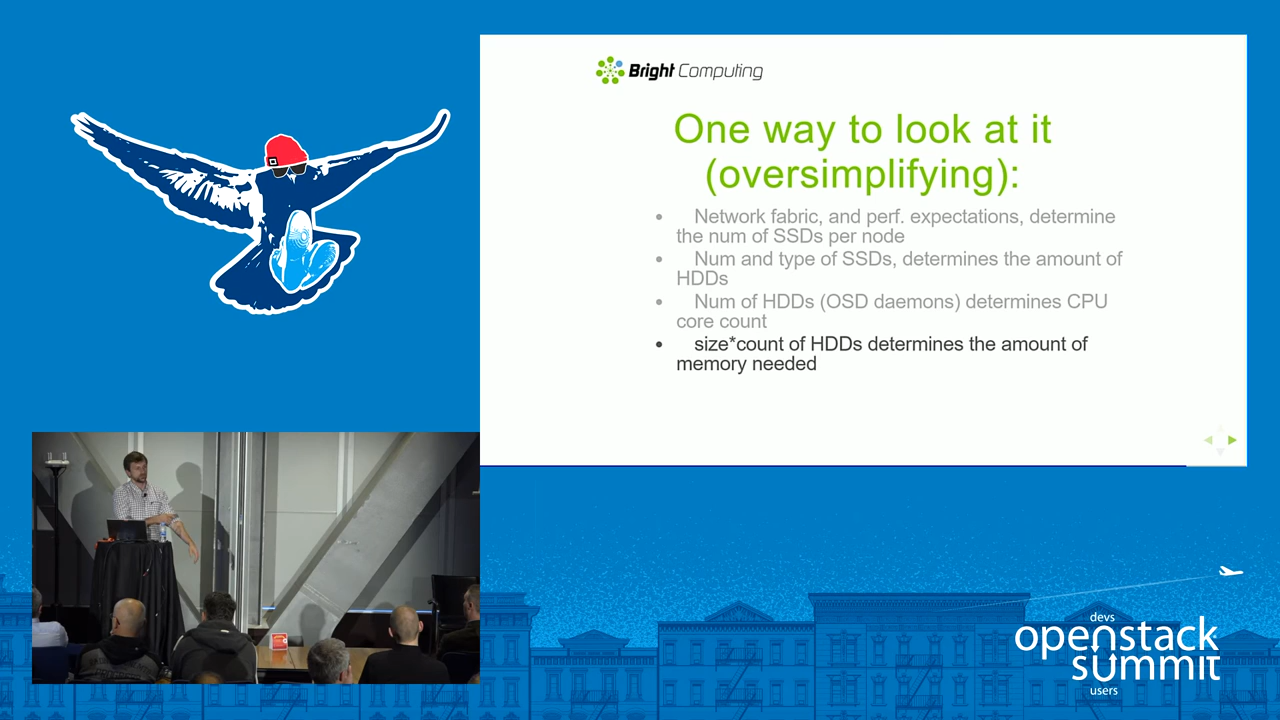 Bright Computing
One way to look at it
(oversimplifying):
Network fabric, and perf. expectations, determine
the num of SSDs per node
Num and type of SSDs, determines the amount of
HDDs
Num of HDDs (OSD daemons) determines CPU
core count
size*count of HDDs determines the amount of
memory needed
devs
openstack
summit
users